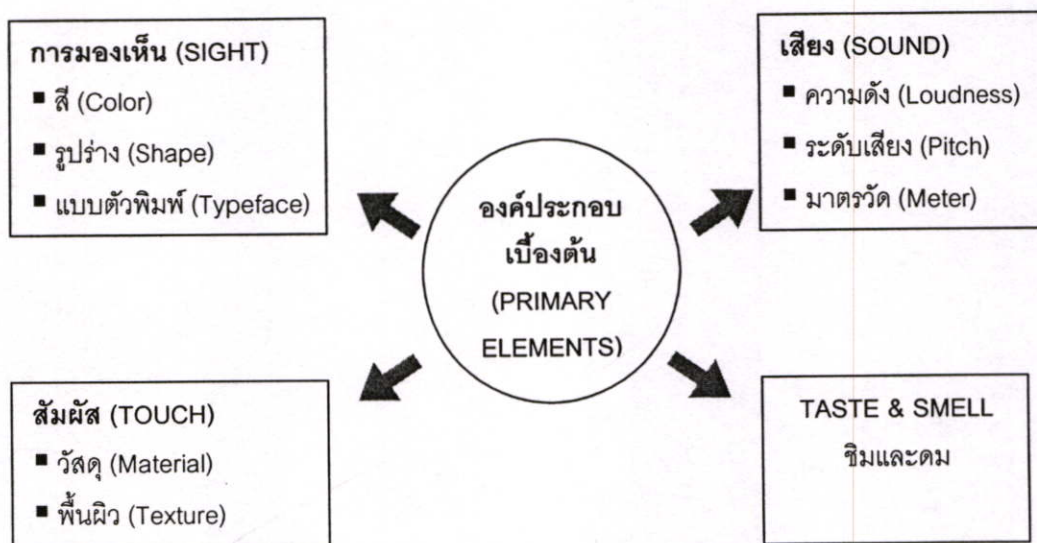 การมองเห็น (SIGHT)
■ สี (Color)
■ รูปร่าง (Shape)
■ แบบตัวพิมพ์ (Typeface)
เสียง (SOUND)
■ ความดัง (Loudness)
■ ระดับเสียง (Pitch)
■ มาตรวัด (Meter)
องค์ประกอบ
เบื้องต้น
(PRIMARY
ELEMENTS)
สัมผัส (TOUCH)
■ วัสดุ (Material)
■ พื้นผิว (Texture)
TASTE & SMELL
ชิมและดม